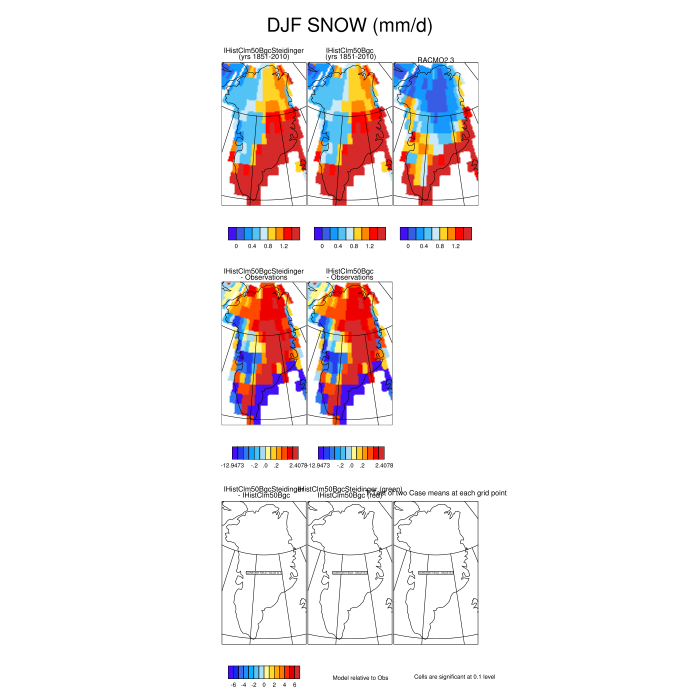 DJF SNOW (mm/d)
IHistClm50BgcSteidinger
(yrs 1851-2010)
IHistClm50Bgc
(yrs 1851-2010)
RACMO2.3
0 0.4 0.8 1.2
0 0.4 0.8 1.2
0 0.4 0.8 1.2
IHistClm50BgcSteidinger
- Observations
IHistClm50Bgc
- Observations
-12.9473 -.2 .0 .2 2.4078
-12.9473 -.2 .0 .2 2.4078
IHistClm50BgcSteidinger
- IHistClm50Bgc
IHistClm50BgcSteidinger (green)
IHistClm50Bgc (red)
of two Case means at each grid point
-6 -4 -2 0 2 4 6
Model relative to Obs
Cells are significant at 0.1 level